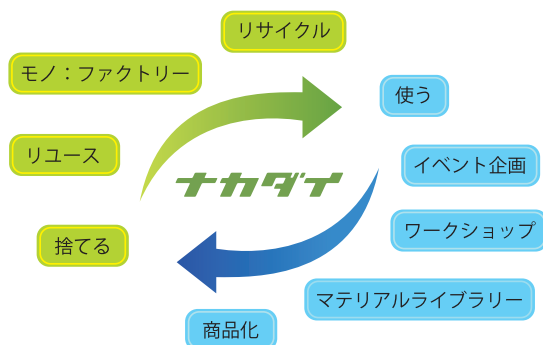 リサイクル
モノ：ファクトリー
使う
リユース
イベント企画
ナカダイ
ワークショップ
捨てる
マテリアルライブラリー
商品化